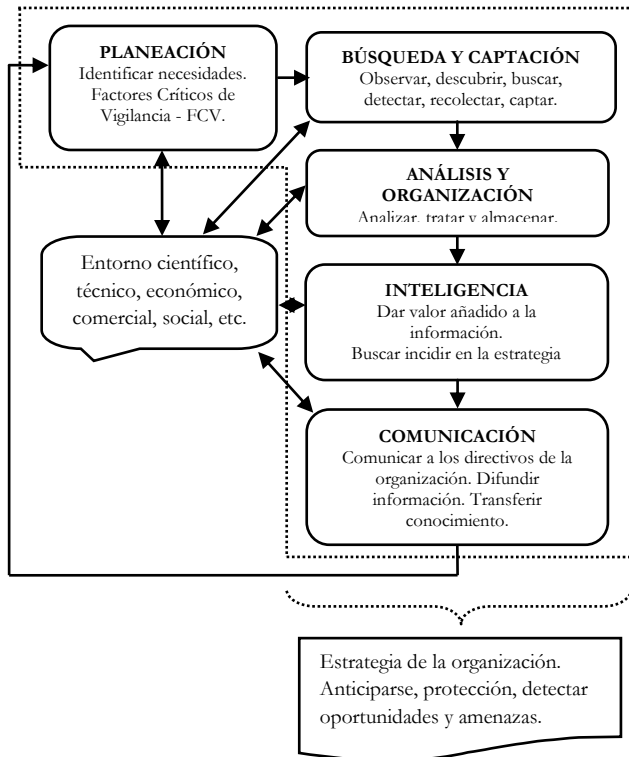 PLANEACIÓN
Identificar necesidades.
Factores Críticos de
Vigilancia - FCV.
BÚSQUEDA Y CAPTACIÓN
Observar, descubrir, buscar,
detectar, recolectar, captar.
ANÁLISIS Y
ORGANIZACIÓN
Analizar, tratar y almacenar.
Entorno científico,
técnico, económico,
comercial, social, etc.
INTELIGENCIA
Dar valor añadido a la
información.
Buscar incidir en la estrategia
COMUNICACIÓN
Comunicar a los directivos de la
organización. Difundir
información. Transferir
conocimiento.
Estrategia de la organización.
Anticiparse, protección, detectar
oportunidades y amenazas.